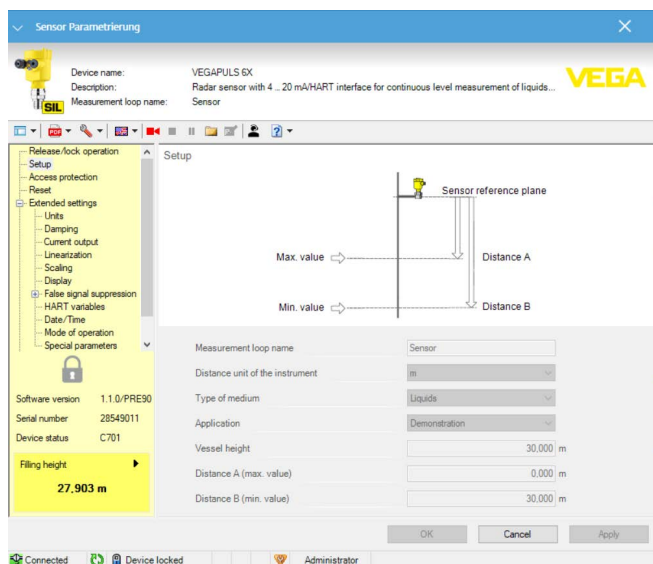 Sensor Parametrierung
Device name: VEGAPULS 6X
Description: Radar sensor with 4 ... 20 mA/HART interface for continuous level measurement of liquids...
Measurement loop name: Sensor
SIL
VEGA
PDF
Release/lock operation
Setup
Access protection
Reset
Extended settings
Units
Damping
Current output
Linearization
Scaling
Display
False signal suppression
HART variables
Date/Time
Mode of operation
Special parameters
Software version 1.1.0/PRE90
Serial number 28549011
Device status C701
Filling height
27,903 m
Setup
Sensor reference plane
Max. value
Distance A
Min. value
Distance B
Measurement loop name Sensor
Distance unit of the instrument m
Type of medium Liquids
Application Demonstration
Vessel height 30,000 m
Distance A (max. value) 0,000 m
Distance B (min. value) 30,000 m
OK Cancel Apply
Connected Device locked Administrator